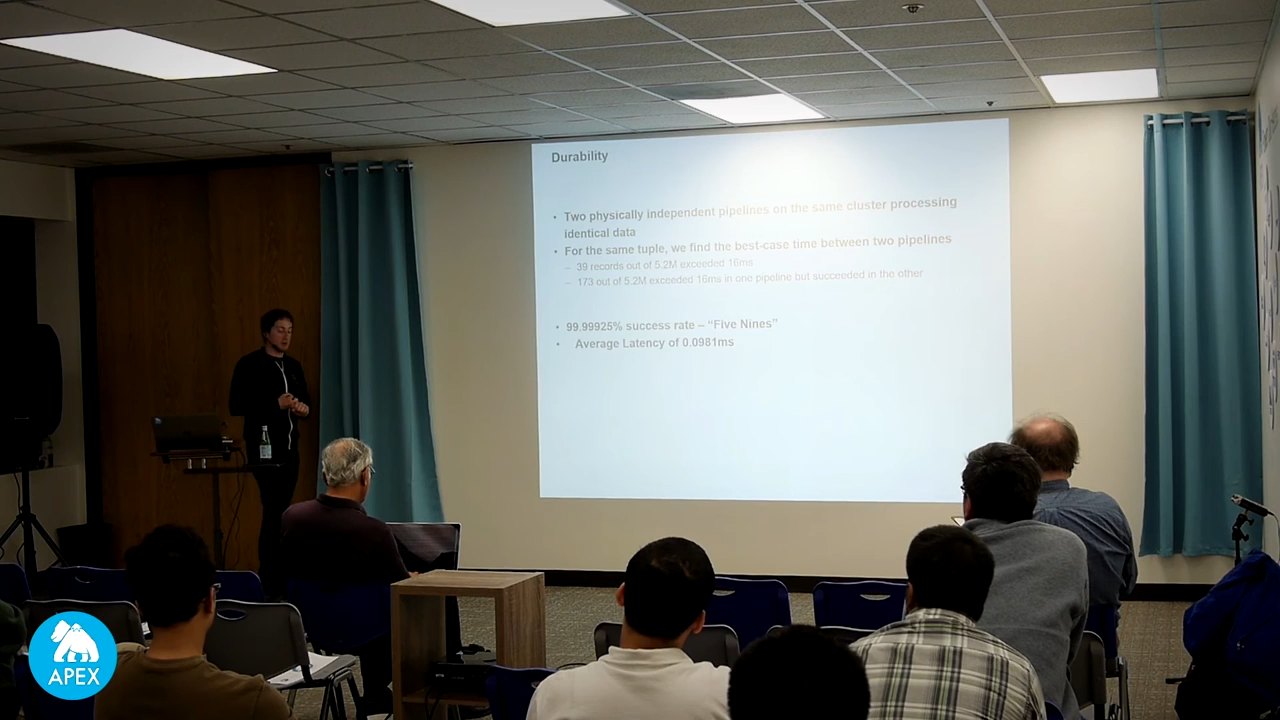 Durability
• Two physically independent pipelines on the same cluster processing
identical data
• For the same tuple, we find the best-case time between two pipelines
– 39 records out of 5.2M exceeded 16ms
– 173 out of 5.2M exceeded 16ms in one pipeline but succeeded in the other
• 99.99925% success rate – “Five Nines”
• Average Latency of 0.0981ms
APEX